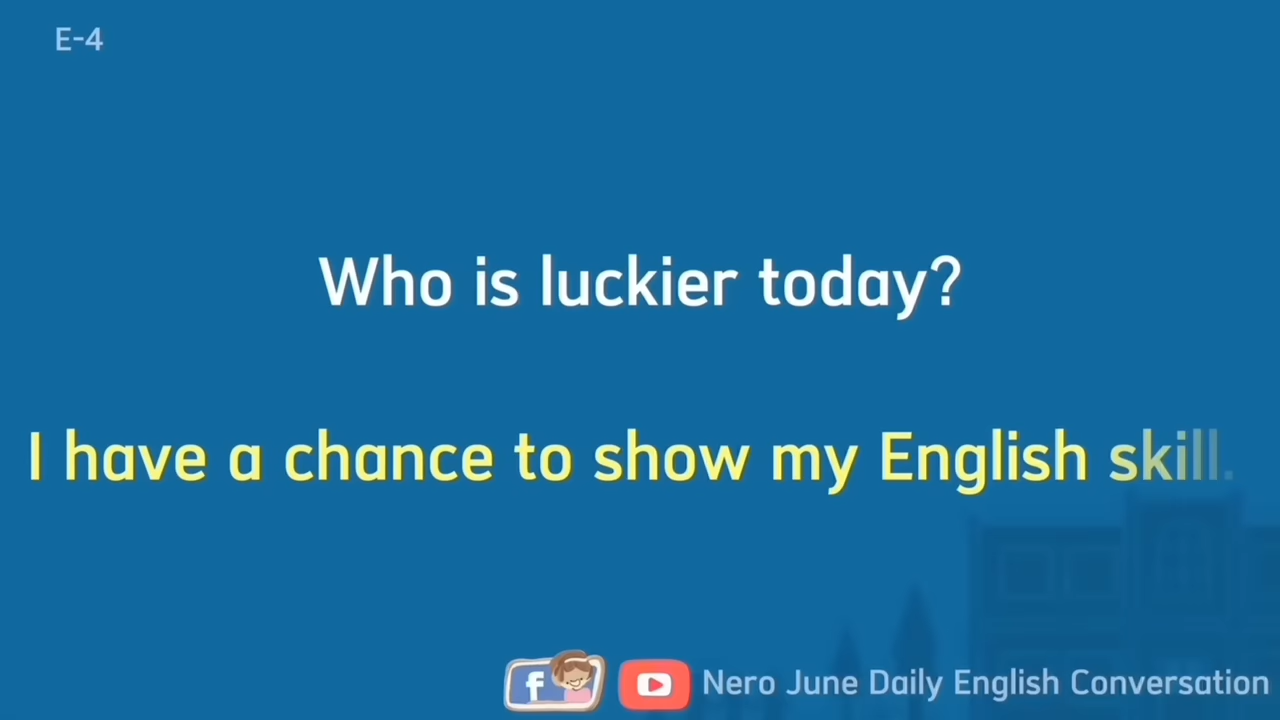 E-4
Who is luckier today?
I have a chance to show my English skill.
f Nero June Daily English Conversation